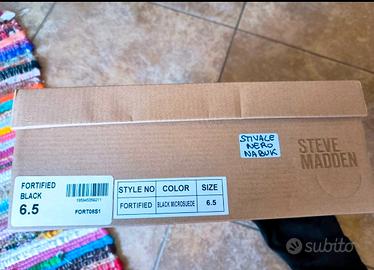 STIVALE
NERO
NABUK
STEVE
MADDEN
FORTIFIED
BLACK
6.5
FORT06S1
STYLE NO COLOR SIZE
FORTIFIED BLACK MICROSUEDE 6.5
subito